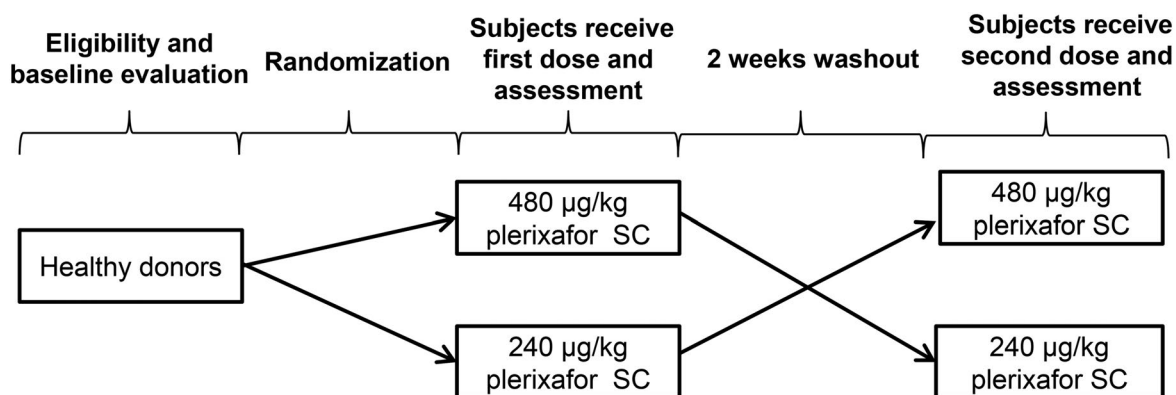 Eligibility and
baseline evaluation
Randomization
Subjects receive
first dose and
assessment
2 weeks washout
Subjects receive
second dose and
assessment
Healthy donors
480 µg/kg
plerixafor SC
240 µg/kg
plerixafor SC
480 µg/kg
plerixafor SC
240 µg/kg
plerixafor SC